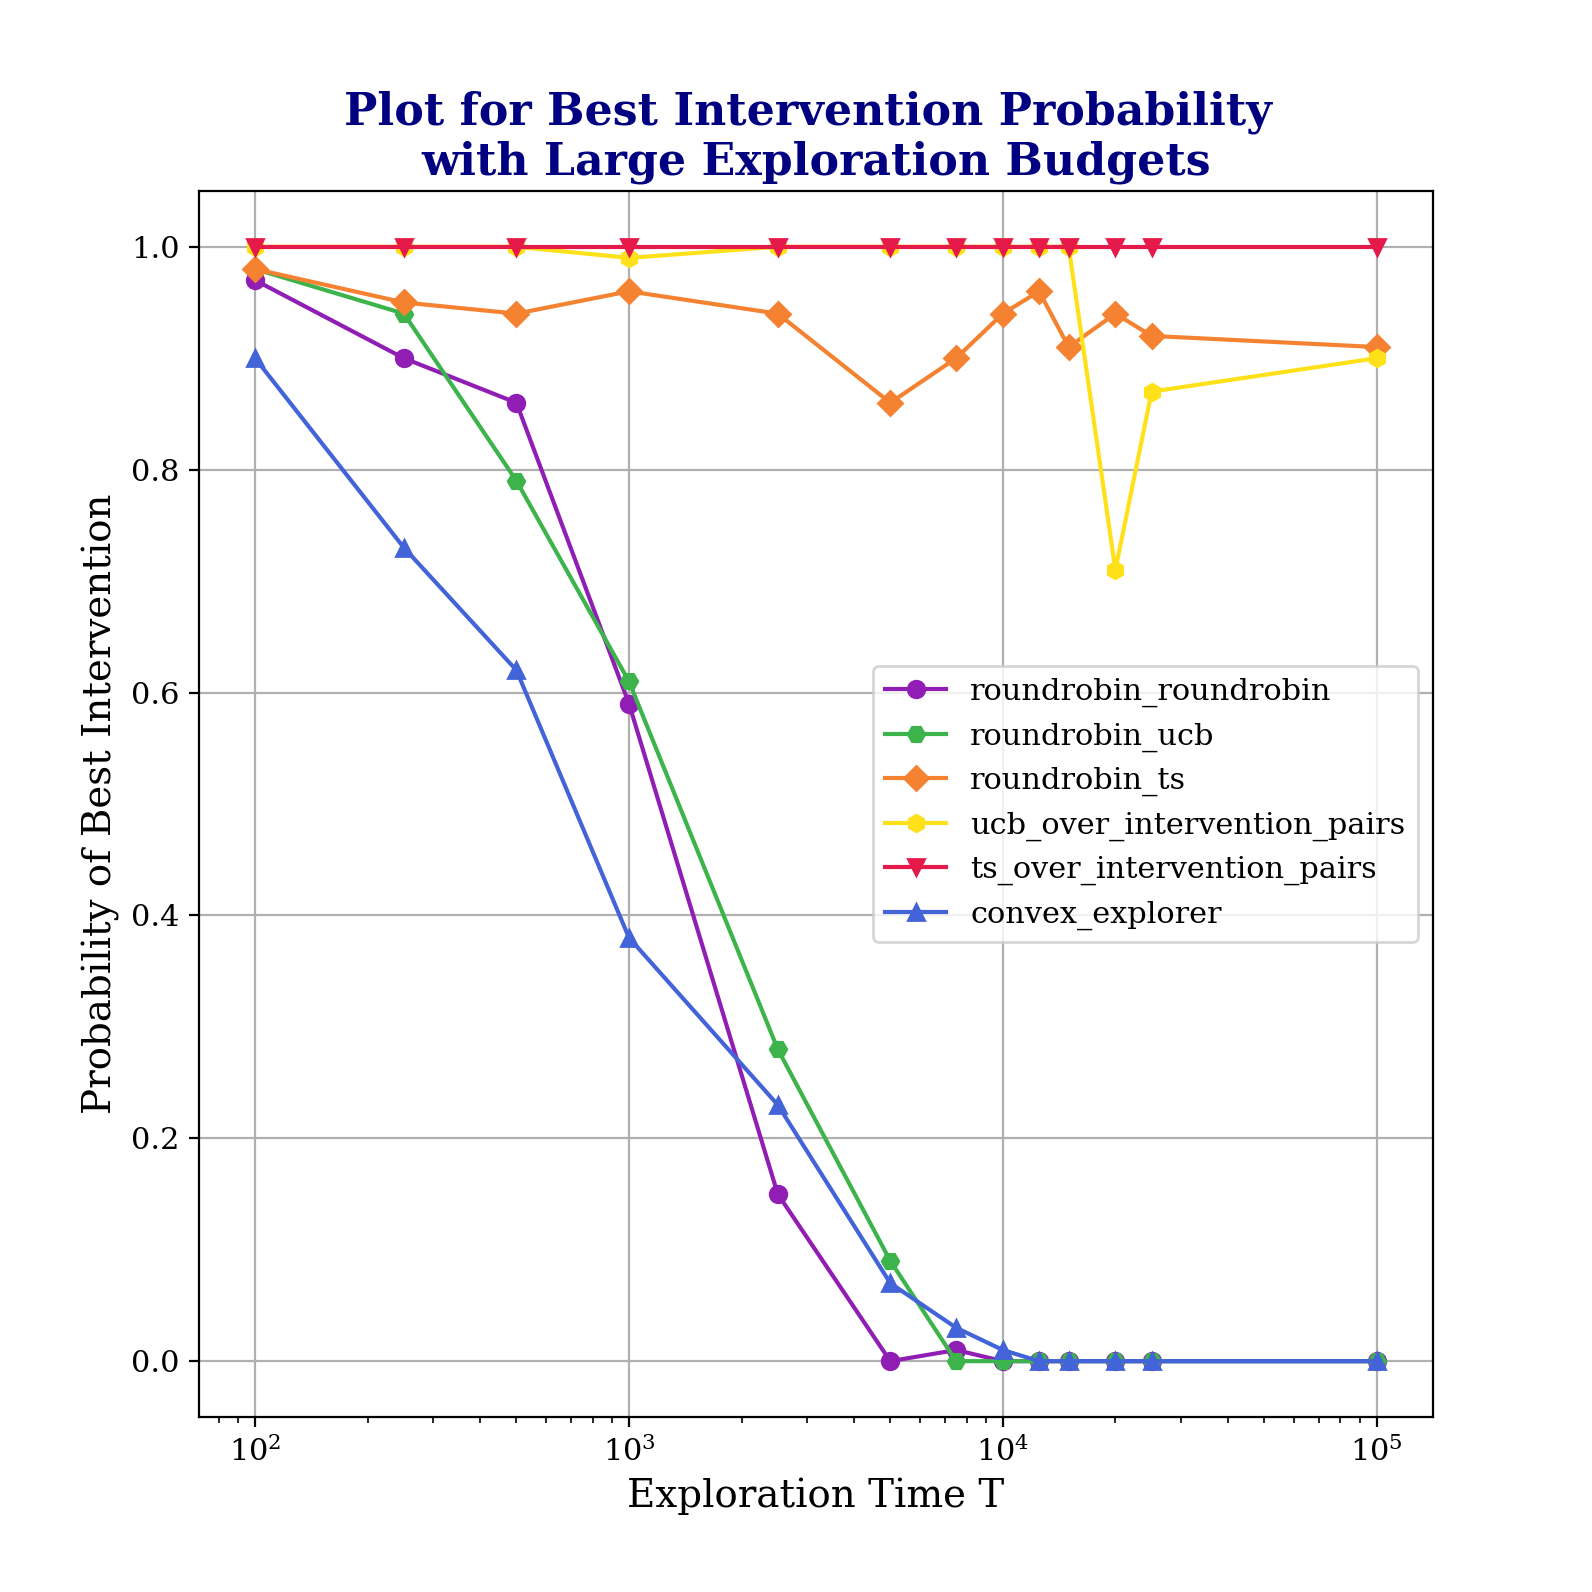 Plot for Best Intervention Probability
with Large Exploration Budgets
Probability of Best Intervention
1.0
0.8
0.6
0.4
0.2
0.0
roundrobin_roundrobin
roundrobin_ucb
roundrobin_ts
ucb_over_intervention_pairs
ts_over_intervention_pairs
convex_explorer
10² 10³ 10⁴ 10⁵
Exploration Time T